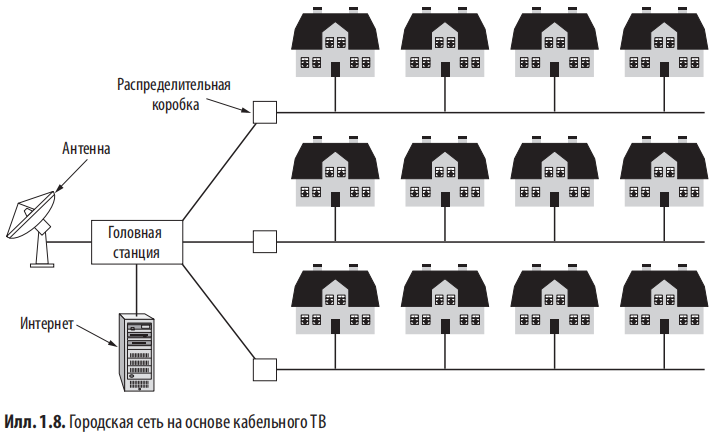 Распределительная
коробка
Антенна
Головная
станция
Интернет
Илл. 1.8. Городская сеть на основе кабельного ТВ